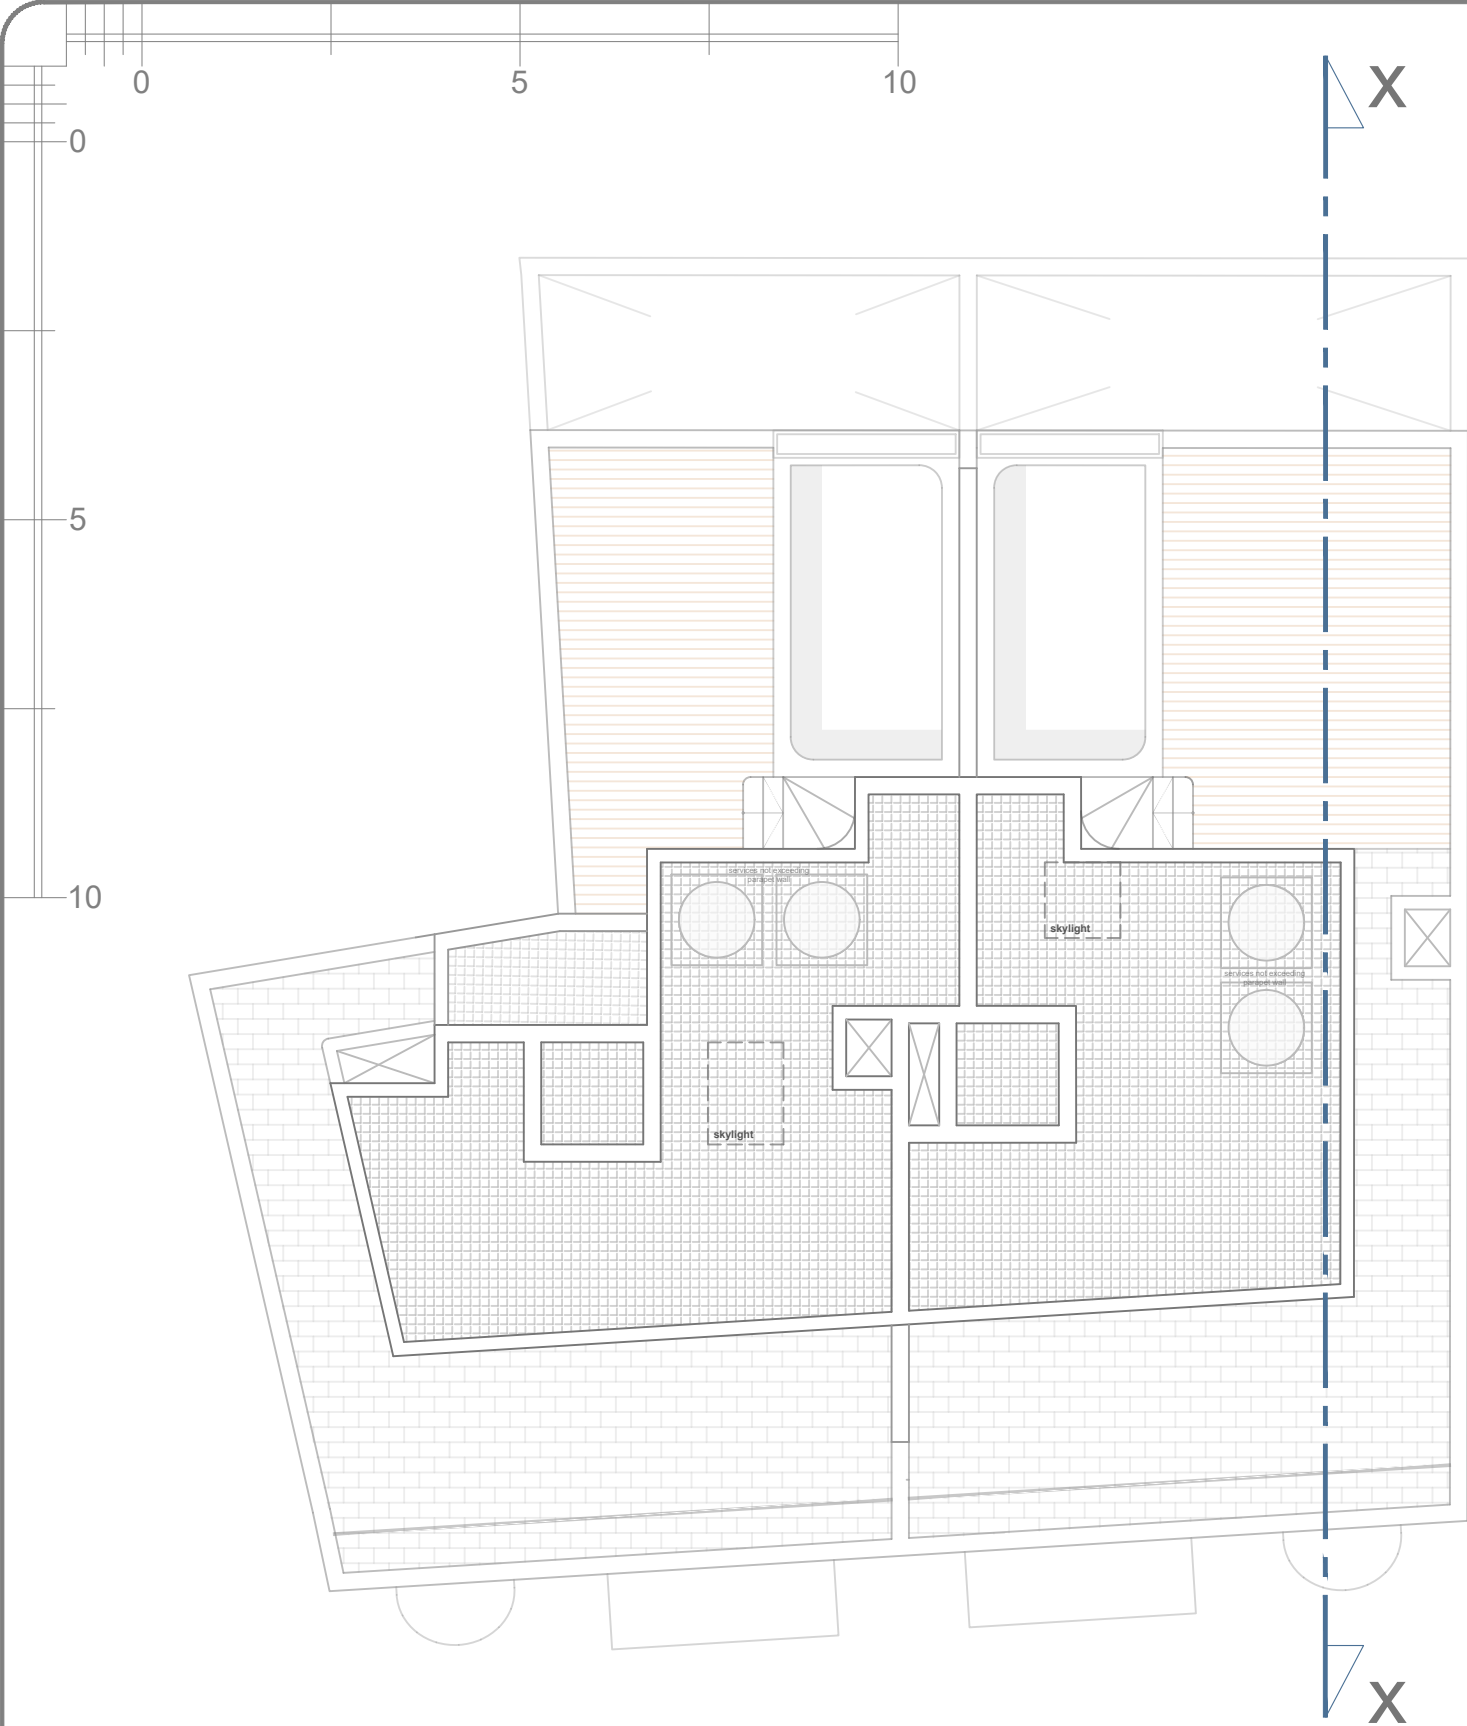 0
5
10
X
0
5
10
services not exceeding
parapet wall
skylight
services not exceeding
parapet wall
skylight
X